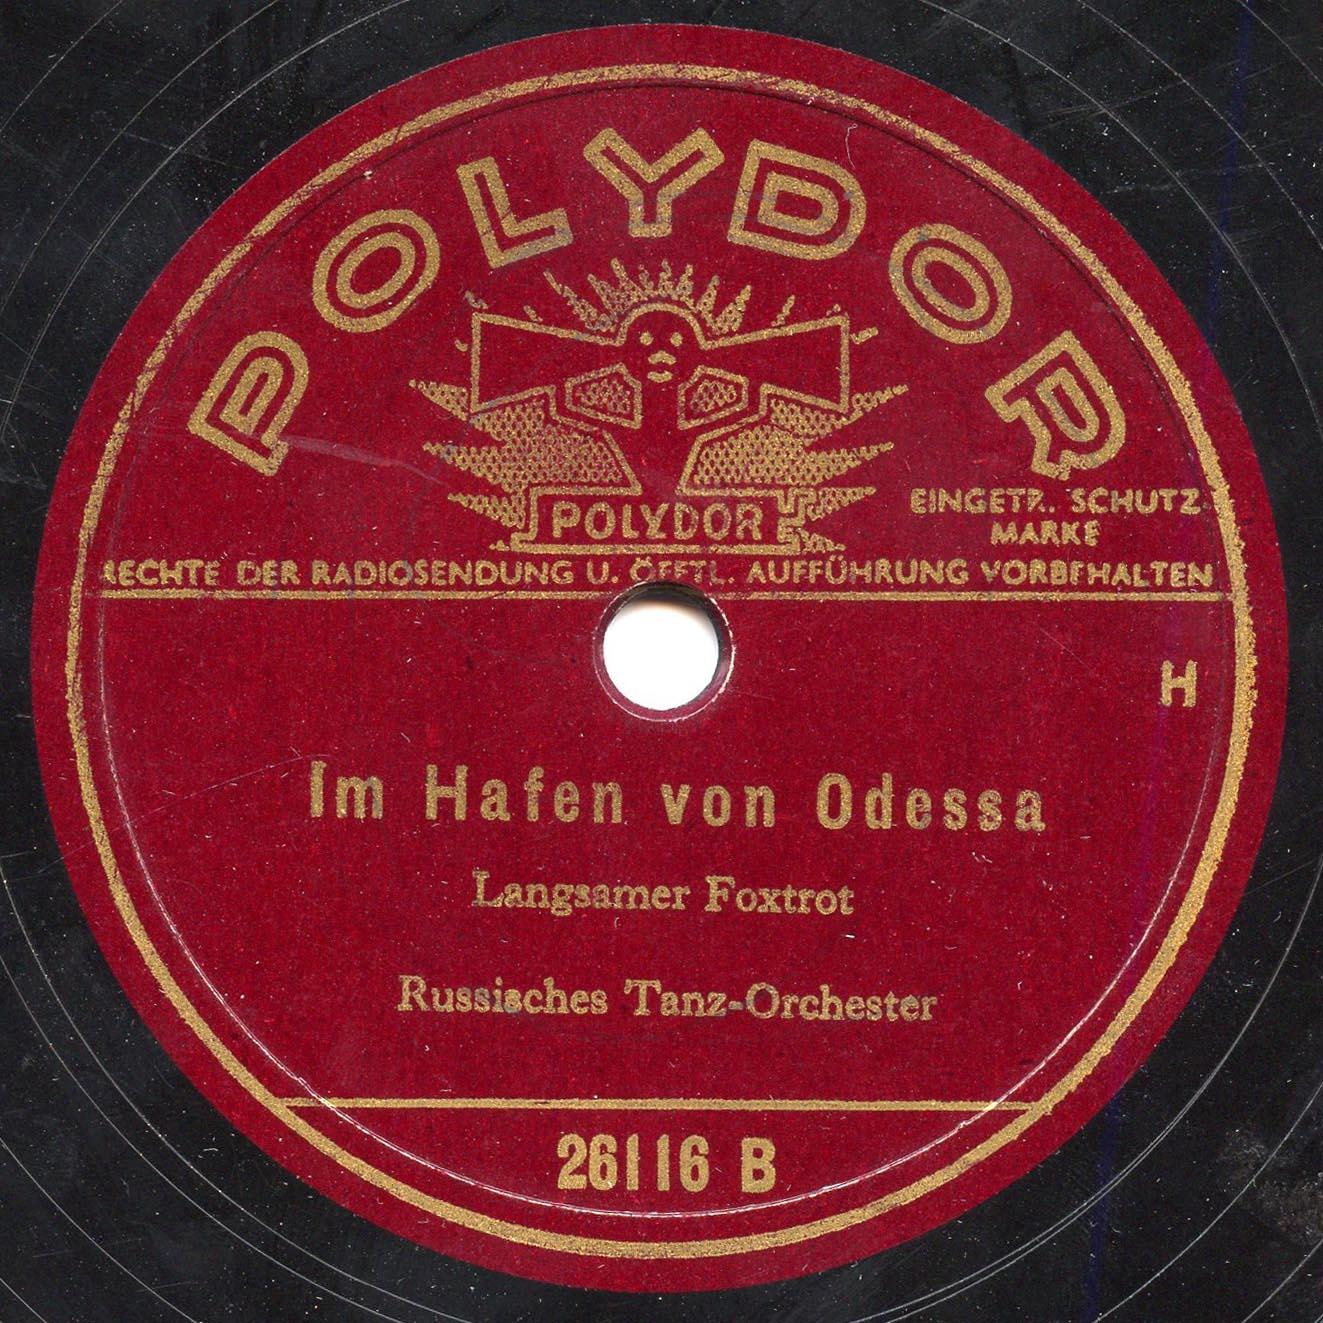 POLYDOR
POLYDOR
EINGETR. SCHUTZ-
MARKE
RECHTE DER RADIOSENDUNG U. ÖFFTL. AUFFÜHRUNG VORBEHALTEN
H
Im Hafen von Odessa
Langsamer Foxtrot
Russisches Tanz-Orchester
26116 B